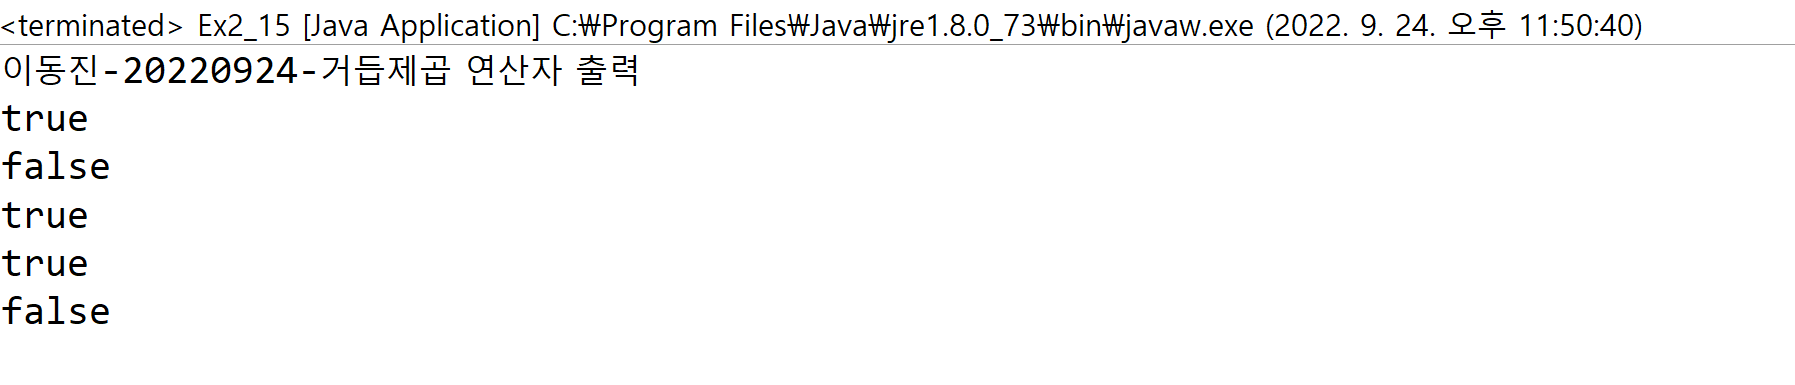 <terminated> Ex2_15 [Java Application] C:₩Program Files₩Java₩jre1.8.0_73₩bin₩javaw.exe (2022. 9. 24. 오후 11:50:40)
이동진-20220924-거듭제곱 연산자 출력
true
false
true
true
false